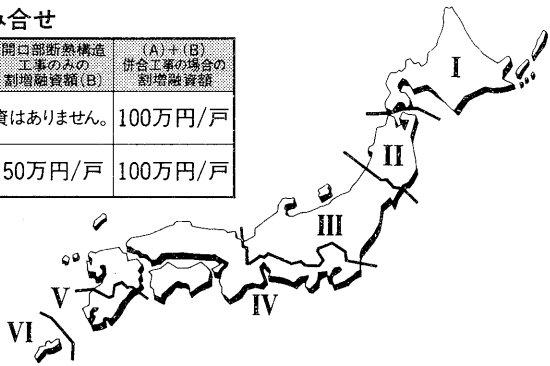 み合せ
開口部断熱構造
工事のみの
割増融資額(B)
(A)+(B)
併合工事の場合の
割増融資額
資はありません。
100万円/戸
50万円/戸
100万円/戸
I
II
III
IV
V
VI